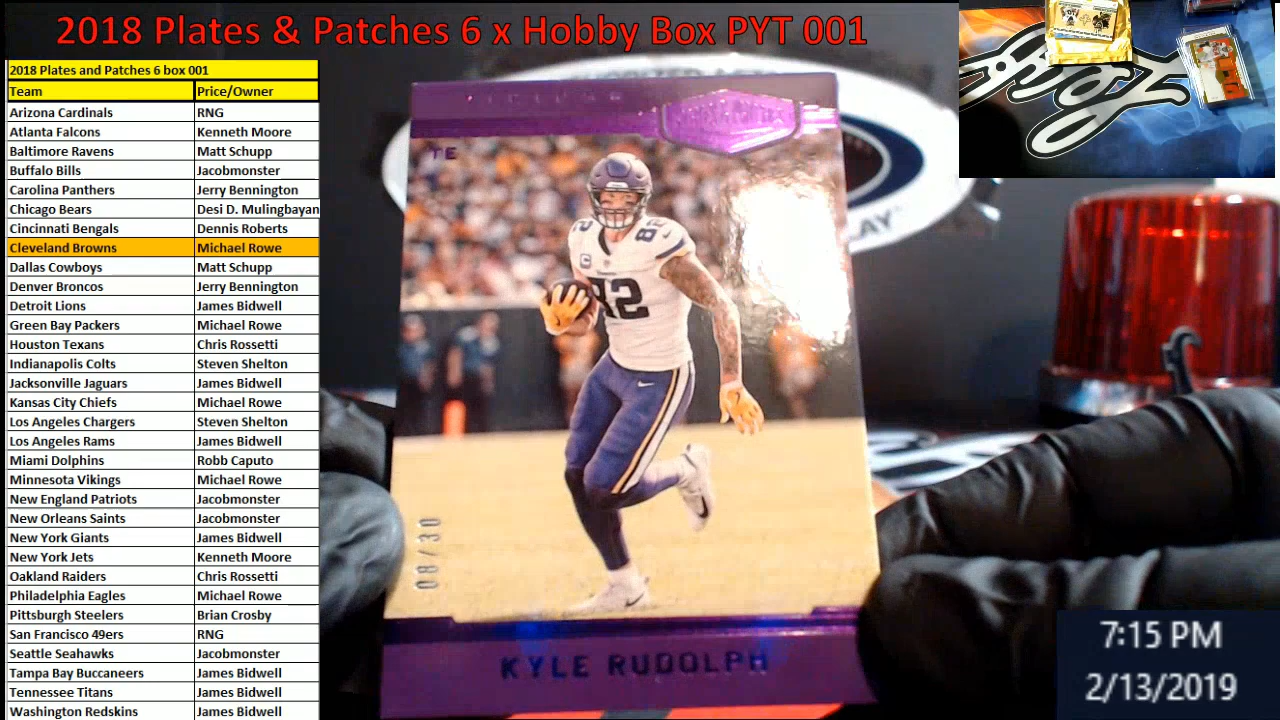 2018 Plates & Patches 6 x Hobby Box PYT 001
2018 Plates and Patches 6 box 001
Team Price/Owner
Arizona Cardinals RNG
Atlanta Falcons Kenneth Moore
Baltimore Ravens Matt Schupp
Buffalo Bills Jacobmonster
Carolina Panthers Jerry Bennington
Chicago Bears Desi D. Mulingbayan
Cincinnati Bengals Dennis Roberts
Cleveland Browns Michael Rowe
Dallas Cowboys Matt Schupp
Denver Broncos Jerry Bennington
Detroit Lions James Bidwell
Green Bay Packers Michael Rowe
Houston Texans Chris Rossetti
Indianapolis Colts Steven Shelton
Jacksonville Jaguars James Bidwell
Kansas City Chiefs Michael Rowe
Los Angeles Chargers Steven Shelton
Los Angeles Rams James Bidwell
Miami Dolphins Robb Caputo
Minnesota Vikings Michael Rowe
New England Patriots Jacobmonster
New Orleans Saints Jacobmonster
New York Giants James Bidwell
New York Jets Kenneth Moore
Oakland Raiders Chris Rossetti
Philadelphia Eagles Michael Rowe
Pittsburgh Steelers Brian Crosby
San Francisco 49ers RNG
Seattle Seahawks Jacobmonster
Tampa Bay Buccaneers James Bidwell
Tennessee Titans James Bidwell
Washington Redskins James Bidwell
TE
82
82
08/30
KYLE RUDOLPH
7:15 PM
2/13/2019